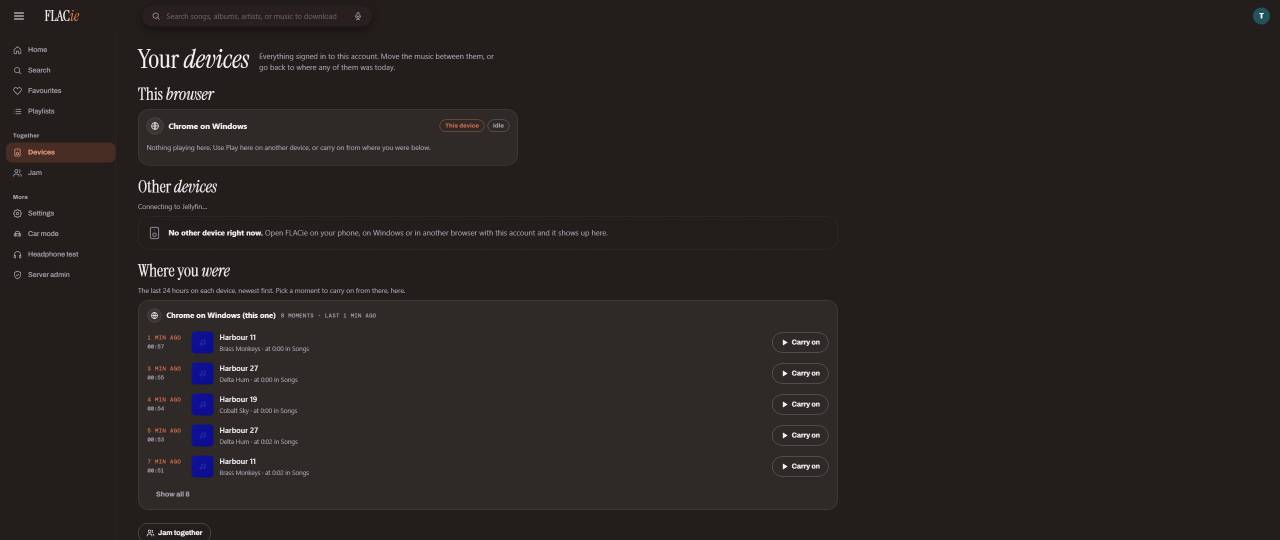 FLACie
Search songs, albums, artists, or music to download
T
Home
Search
Favourites
Playlists
Together
Devices
Jam
More
Settings
Car mode
Headphone test
Server admin
Your devices
Everything signed in to this account. Move the music between them, or
go back to where any of them was today.
This browser
Chrome on Windows
This device
Idle
Nothing playing here. Use Play here on another device, or carry on from where you were below.
Other devices
Connecting to Jellyfin...
No other device right now. Open FLACie on your phone, on Windows or in another browser with this account and it shows up here.
Where you were
The last 24 hours on each device, newest first. Pick a moment to carry on from there, here.
Chrome on Windows (this one) 8 MOMENTS · LAST 1 MIN AGO
1 MIN AGO
00:57
Harbour 11
Brass Monkeys · at 0:00 in Songs
Carry on
3 MIN AGO
00:55
Harbour 27
Delta Hum · at 0:00 in Songs
Carry on
4 MIN AGO
00:54
Harbour 19
Cobalt Sky · at 0:00 in Songs
Carry on
5 MIN AGO
00:53
Harbour 27
Delta Hum · at 0:02 in Songs
Carry on
7 MIN AGO
00:51
Harbour 11
Brass Monkeys · at 0:02 in Songs
Carry on
Show all 8
Jam together